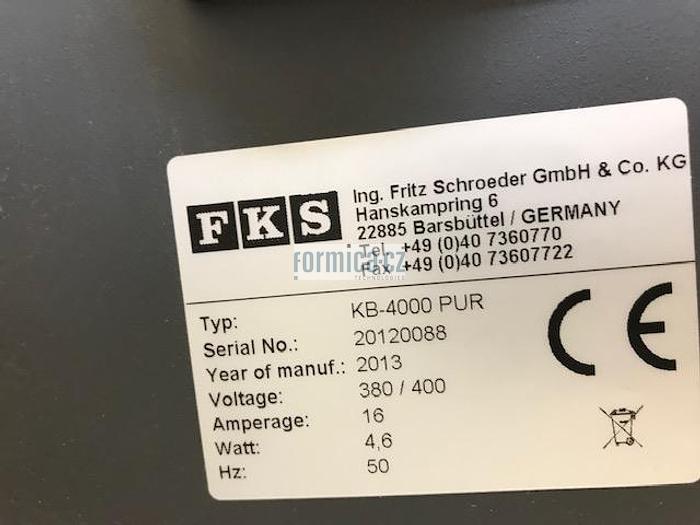 FKS
Ing. Fritz Schroeder GmbH & Co. KG
Hanskampring 6
22885 Barsbüttel / GERMANY
Tel. +49 (0)40 7360770
Fax +49 (0)40 73607722
formica.cz
TECHNOLOGIES
Typ: KB-4000 PUR
Serial No.: 20120088
Year of manuf.: 2013
Voltage: 380 / 400
Amperage: 16
Watt: 4,6
Hz: 50
CE